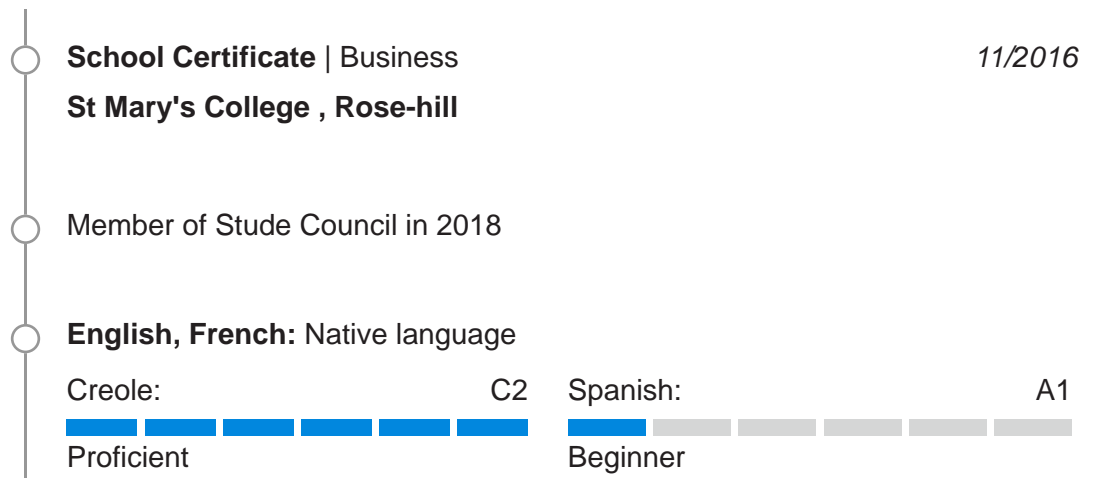 School Certificate | Business 11/2016
St Mary's College , Rose-hill
Member of Stude Council in 2018
English, French: Native language
Creole: C2 Spanish: A1
Proficient Beginner